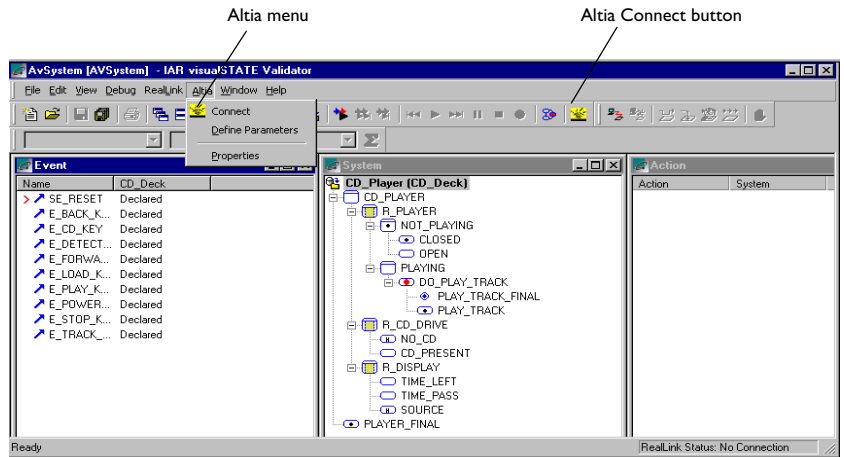 Altia menu
Altia Connect button
AvSystem [AVSystem] - IAR visualSTATE Validator
File Edit View Debug RealLink Altia Window Help
Connect
Define Parameters
Properties
Event
Name CD_Deck
SE_RESET Declared
E_BACK_K... Declared
E_CD_KEY Declared
E_DETECT... Declared
E_FORWA... Declared
E_LOAD_K... Declared
E_PLAY_K... Declared
E_POWER... Declared
E_STOP_K... Declared
E_TRACK_... Declared
System
CD_Player (CD_Deck)
CD_PLAYER
R_PLAYER
NOT_PLAYING
CLOSED
OPEN
PLAYING
DO_PLAY_TRACK
PLAY_TRACK_FINAL
PLAY_TRACK
R_CD_DRIVE
NO_CD
CD_PRESENT
R_DISPLAY
TIME_LEFT
TIME_PASS
SOURCE
PLAYER_FINAL
Action
Action System
Ready
RealLink Status: No Connection